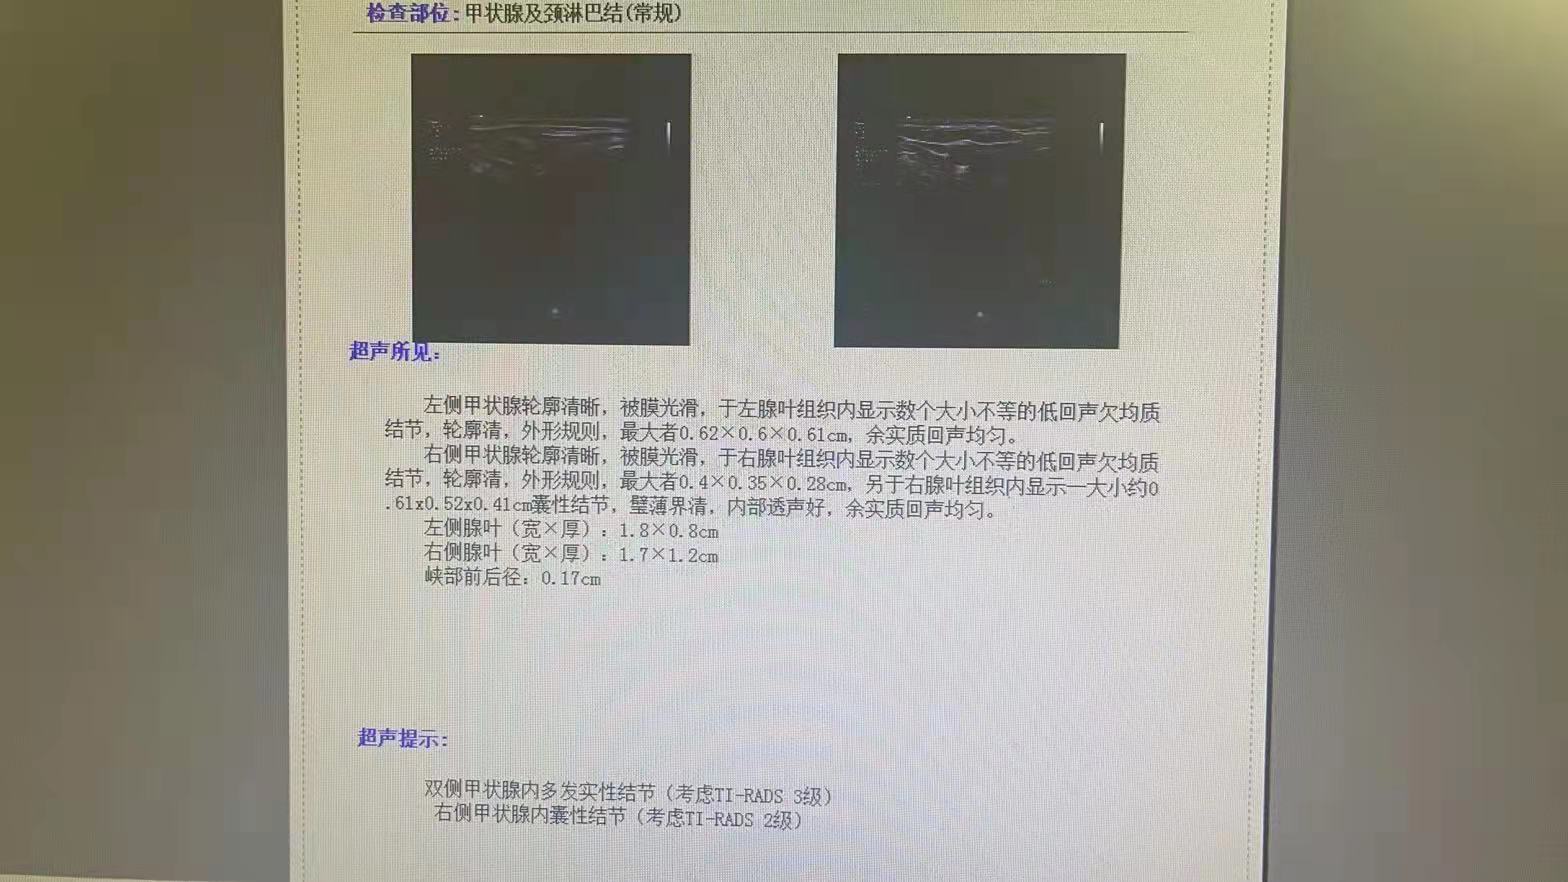 检查部位:甲状腺及颈淋巴结(常规)
超声所见:
左侧甲状腺轮廓清晰，被膜光滑，于左腺叶组织内显示数个大小不等的低回声欠均质
结节，轮廓清，外形规则，最大者0.62×0.6×0.61cm，余实质回声均匀。
右侧甲状腺轮廓清晰，被膜光滑，于右腺叶组织内显示数个大小不等的低回声欠均质
结节，轮廓清，外形规则，最大者0.4×0.35×0.28cm，另于右腺叶组织内显示一大小约0
.61x0.52x0.41cm囊性结节，壁薄界清，内部透声好，余实质回声均匀。
左侧腺叶（宽×厚）：1.8×0.8cm
右侧腺叶（宽×厚）：1.7×1.2cm
峡部前后径：0.17cm
超声提示:
双侧甲状腺内多发实性结节（考虑TI-RADS 3级）
右侧甲状腺内囊性结节（考虑TI-RADS 2级）